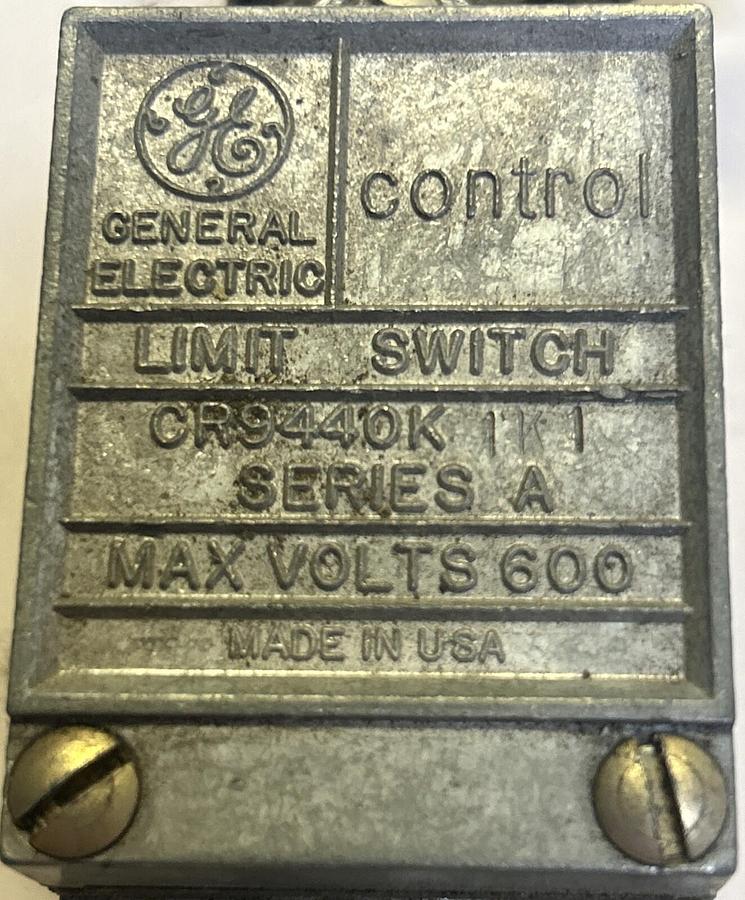 GE
GENERAL
ELECTRIC
control
LIMIT SWITCH
CR9440K 1K1
SERIES A
MAX VOLTS 600
MADE IN USA